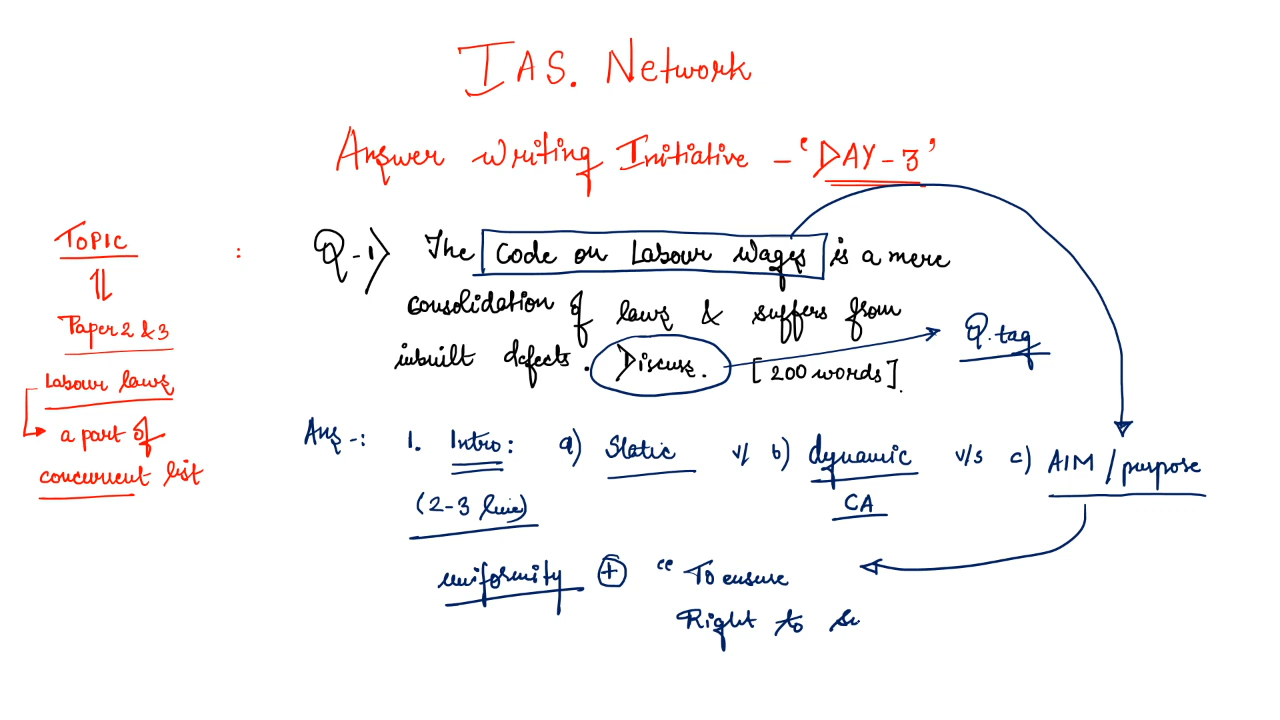 IAS. Network
Answer Writing Initiative - 'DAY-3'
TOPIC :
Paper 2 & 3
Labour laws
a part of
concurrent list
Q-1) The Code on Labour Wages is a mere
consolidation of laws & suffers from
inbuilt defects. Discuss. [200 words].
Q.tag
Ans-: 1. Intro: a) Static v/ b) dynamic v/s c) AIM/purpose
(2-3 line) CA
uniformity + " To ensure
Right to su